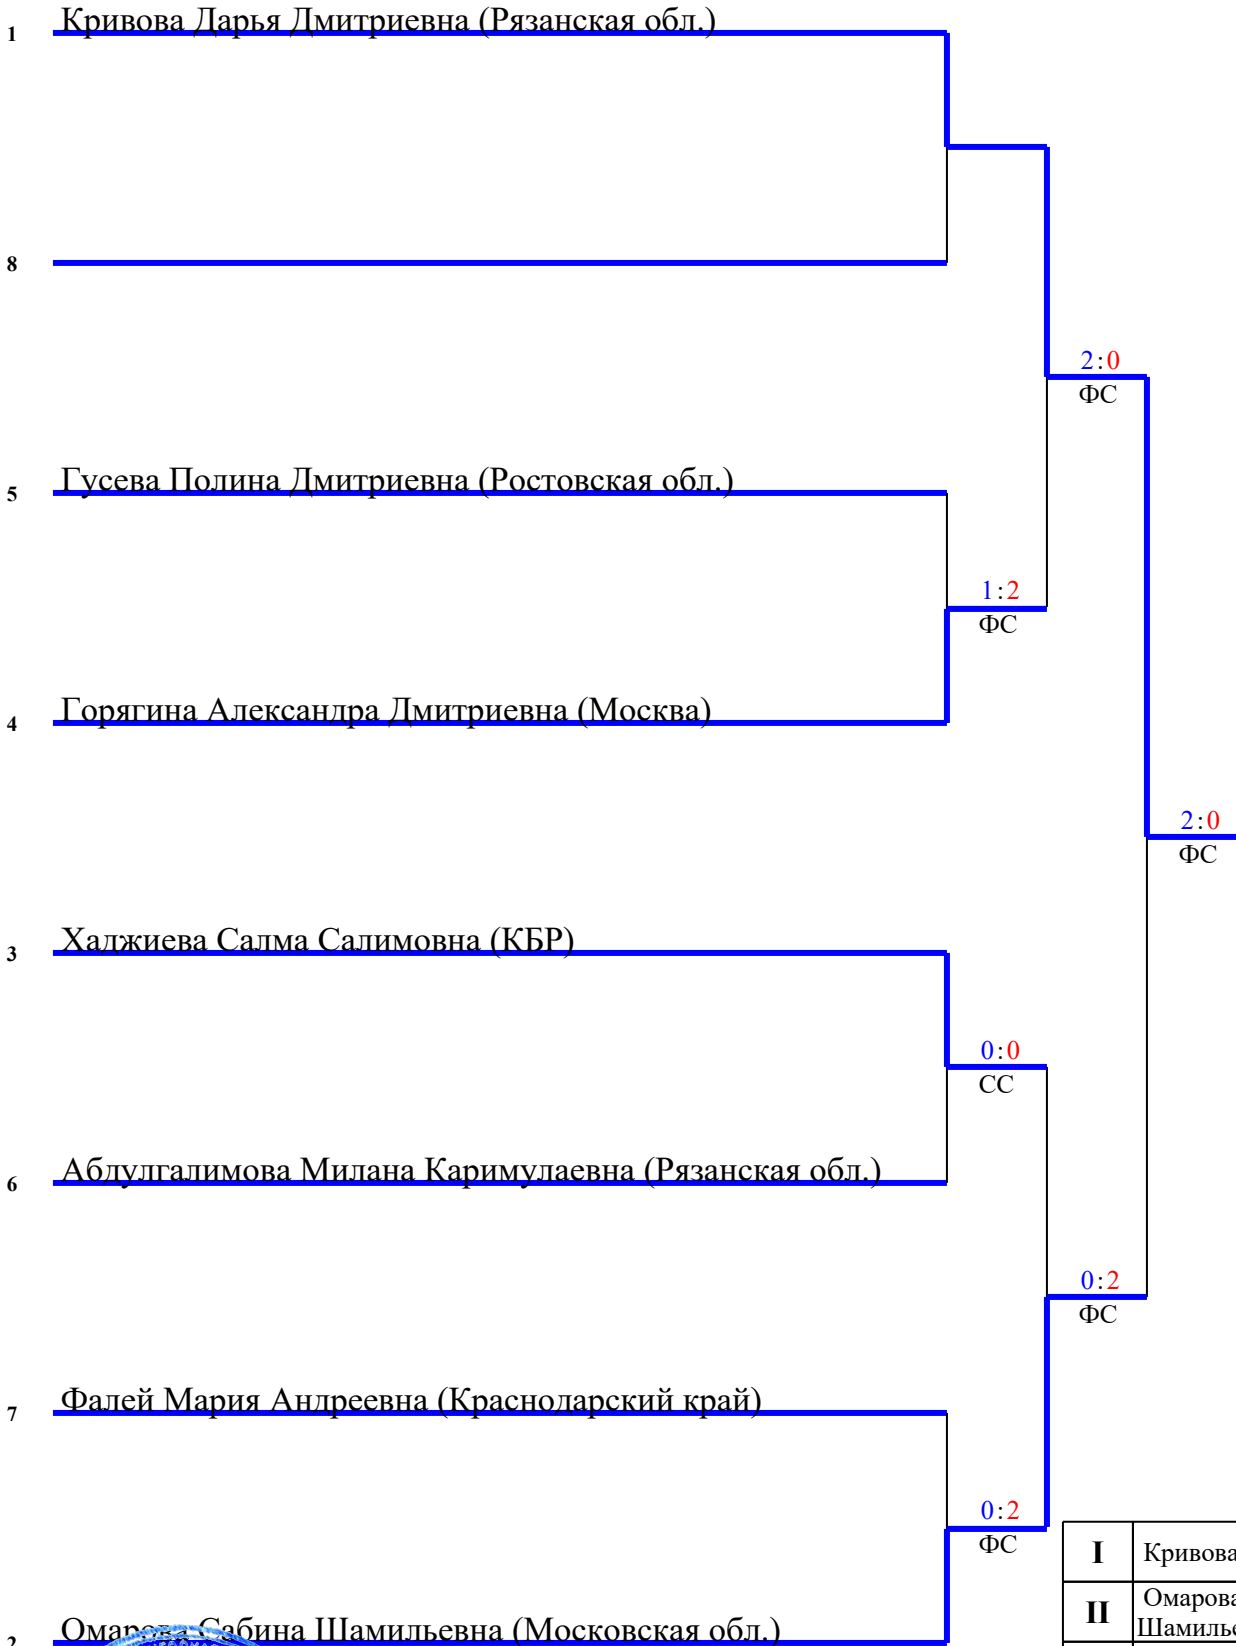 1 Кривова Дарья Дмитриевна (Рязанская обл.)
8
2:0
ФС
5 Гусева Полина Дмитриевна (Ростовская обл.)
1:2
ФС
4 Горягина Александра Дмитриевна (Москва)
2:0
ФС
3 Хаджиева Салма Салимовна (КБР)
0:0
СС
6 Абдулгалимова Милана Каримулаевна (Рязанская обл.)
0:2
ФС
7 Фалей Мария Андреевна (Краснодарский край)
0:2
ФС
I Кривова
II Омарова
Шамилье
2 Омарова Сабина Шамильевна (Московская обл.)